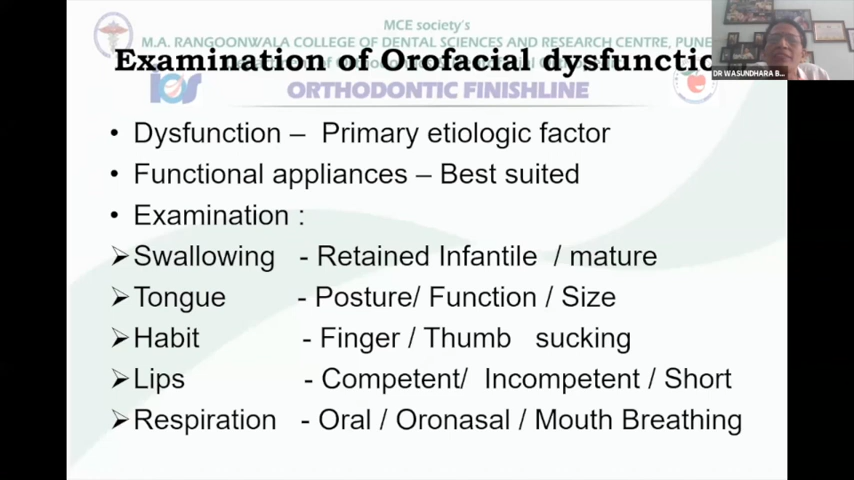 MCE society's
M.A. RANGOONWALA COLLEGE OF DENTAL SCIENCES AND RESEARCH CENTRE, PUNE
Examination of Orofacial dysfunctio
ORTHODONTIC FINISHLINE
DR WASUNDHARA B...
• Dysfunction – Primary etiologic factor
• Functional appliances – Best suited
• Examination :
➢ Swallowing - Retained Infantile / mature
➢ Tongue - Posture/ Function / Size
➢ Habit - Finger / Thumb sucking
➢ Lips - Competent/ Incompetent / Short
➢ Respiration - Oral / Oronasal / Mouth Breathing